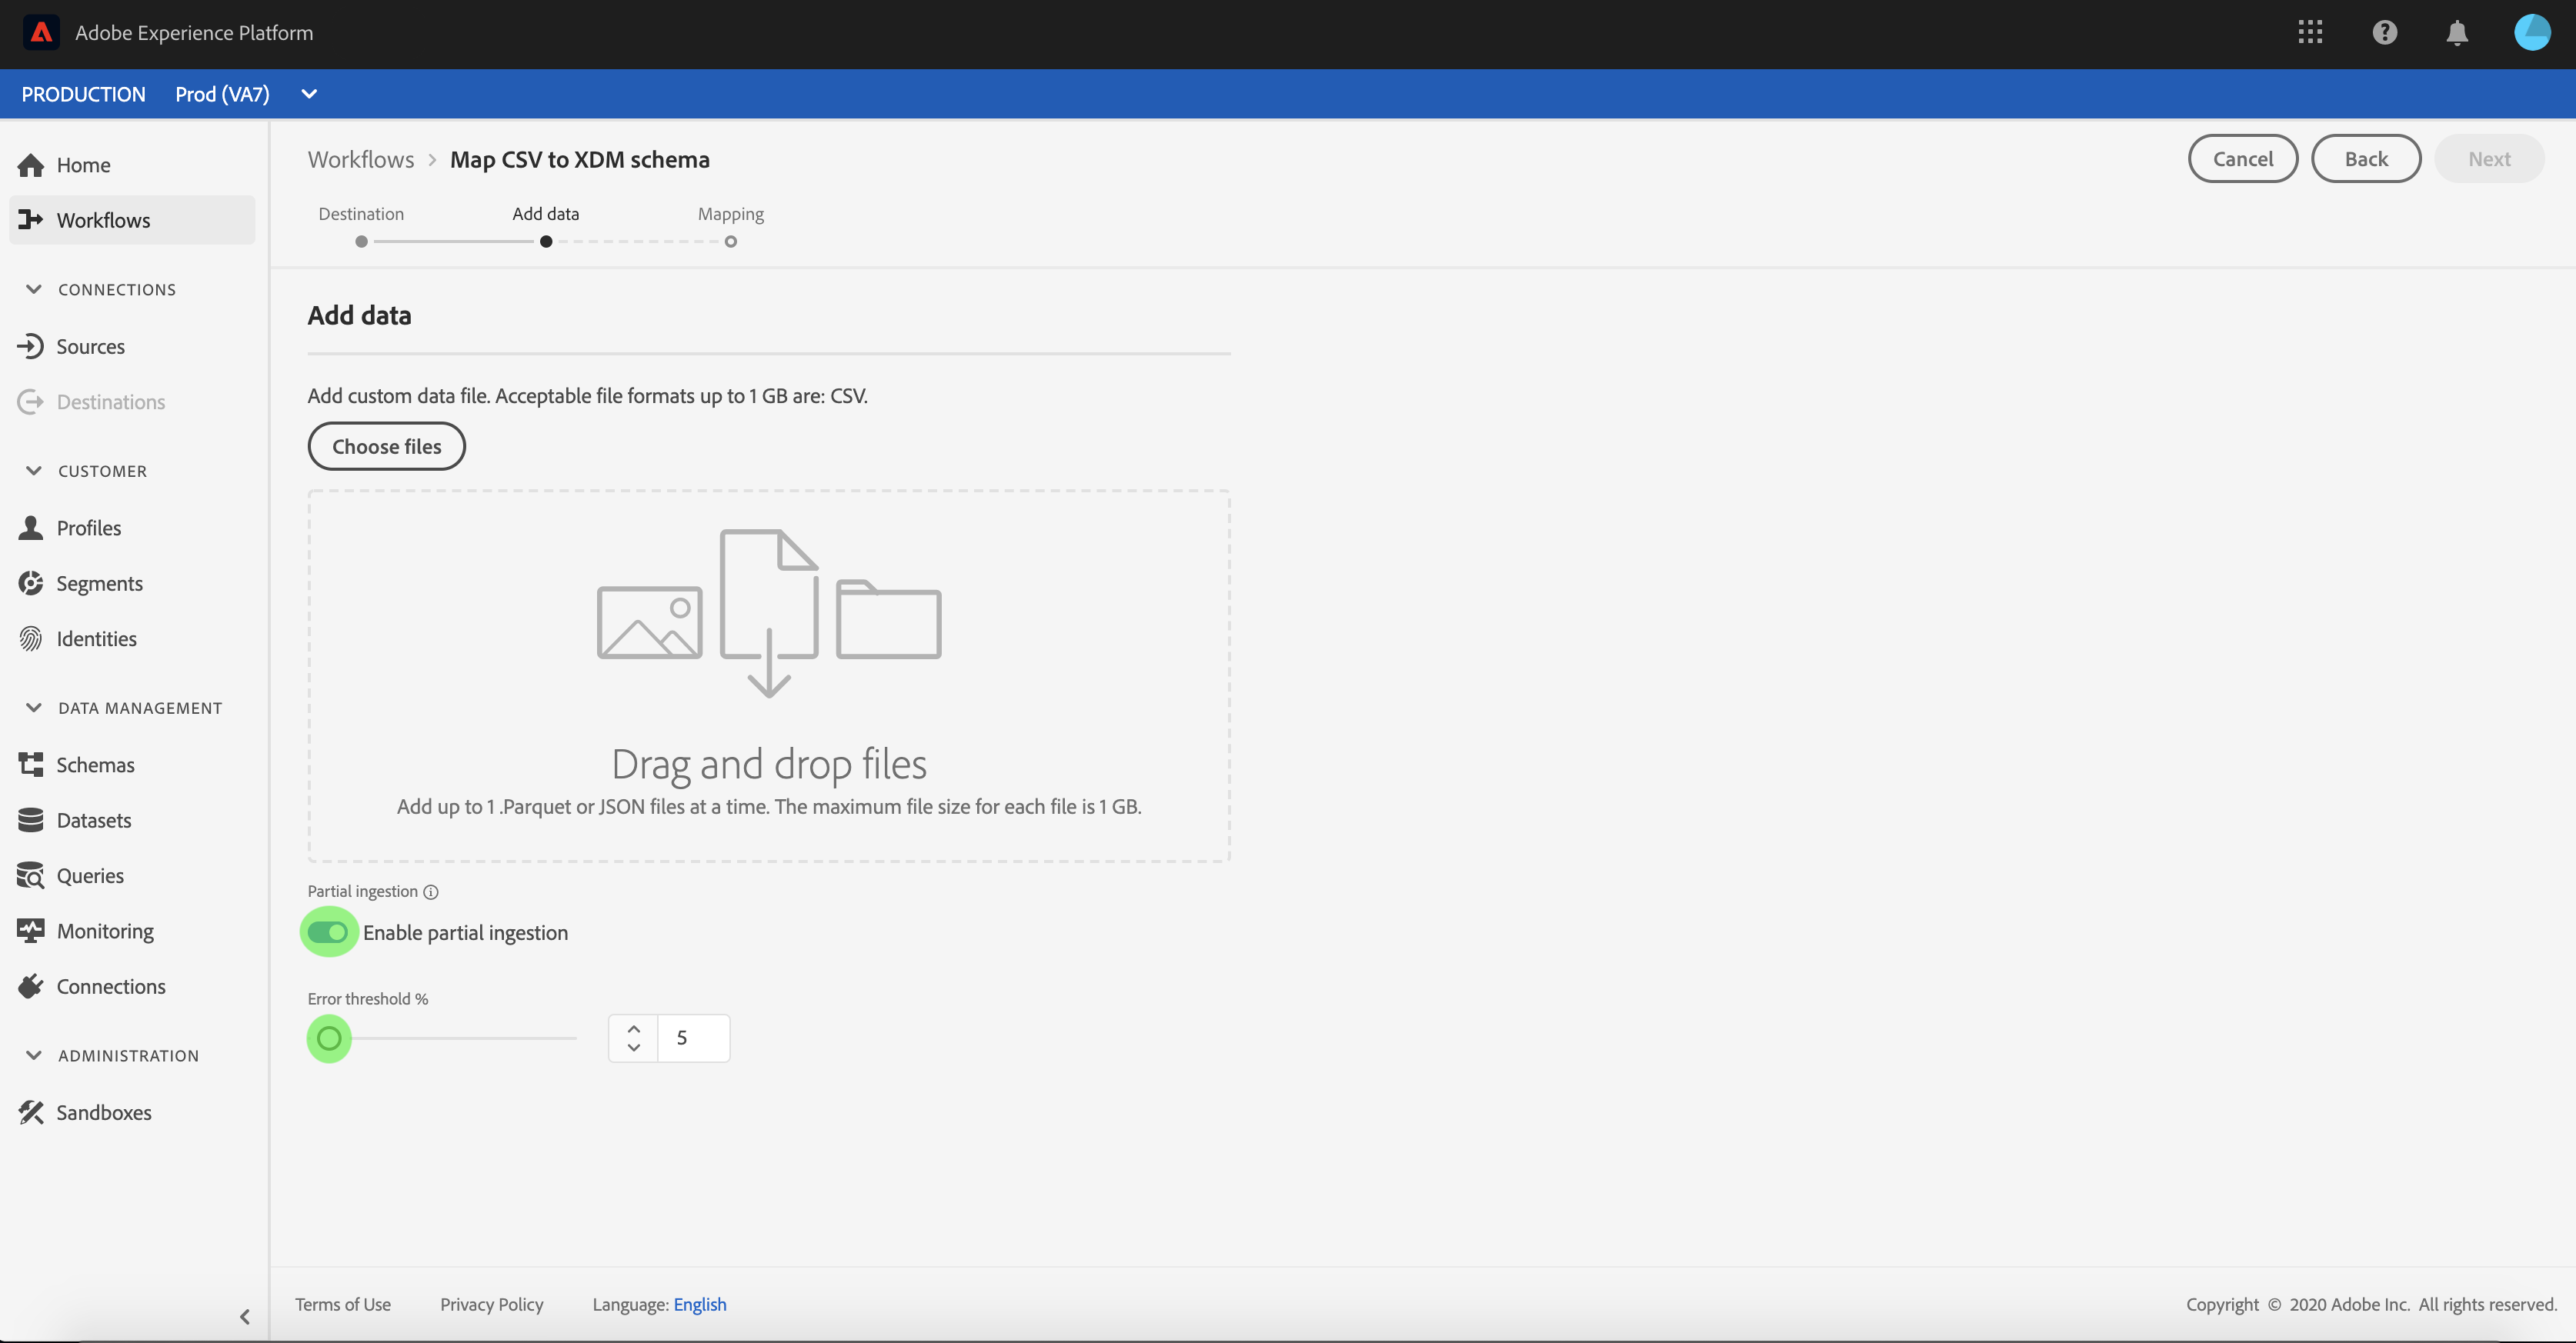 Adobe Experience Platform
PRODUCTION Prod (VA7)
Home
Workflows
CONNECTIONS
Sources
Destinations
CUSTOMER
Profiles
Segments
Identities
DATA MANAGEMENT
Schemas
Datasets
Queries
Monitoring
Connections
ADMINISTRATION
Sandboxes
Workflows > Map CSV to XDM schema
Cancel Back Next
Destination Add data Mapping
Add data
Add custom data file. Acceptable file formats up to 1 GB are: CSV.
Choose files
Drag and drop files
Add up to 1 .Parquet or JSON files at a time. The maximum file size for each file is 1 GB.
Partial ingestion
Enable partial ingestion
Error threshold %
5
Terms of Use Privacy Policy Language: English Copyright © 2020 Adobe Inc. All rights reserved.